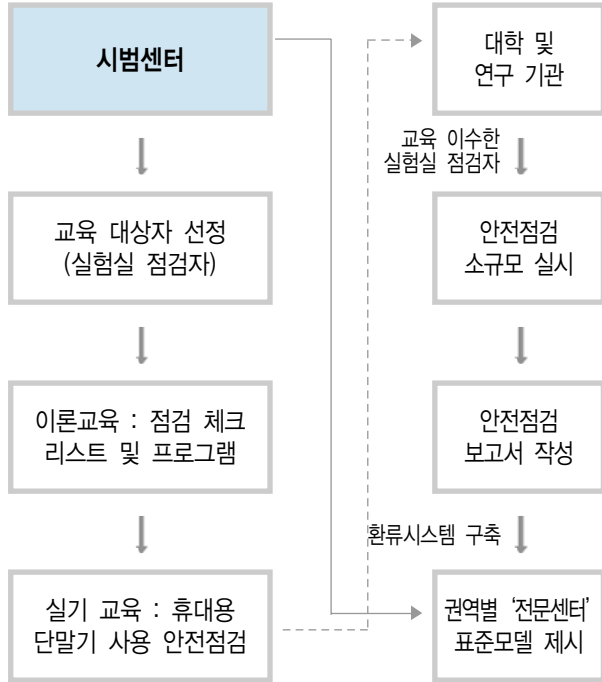 시범센터
교육 대상자 선정
(실험실 점검자)
이론교육 : 점검 체크
리스트 및 프로그램
실기 교육 : 휴대용
단말기 사용 안전점검
대학 및
연구 기관
교육 이수한
실험실 점검자
안전점검
소규모 실시
안전점검
보고서 작성
환류시스템 구축
권역별 ‘전문센터’
표준모델 제시